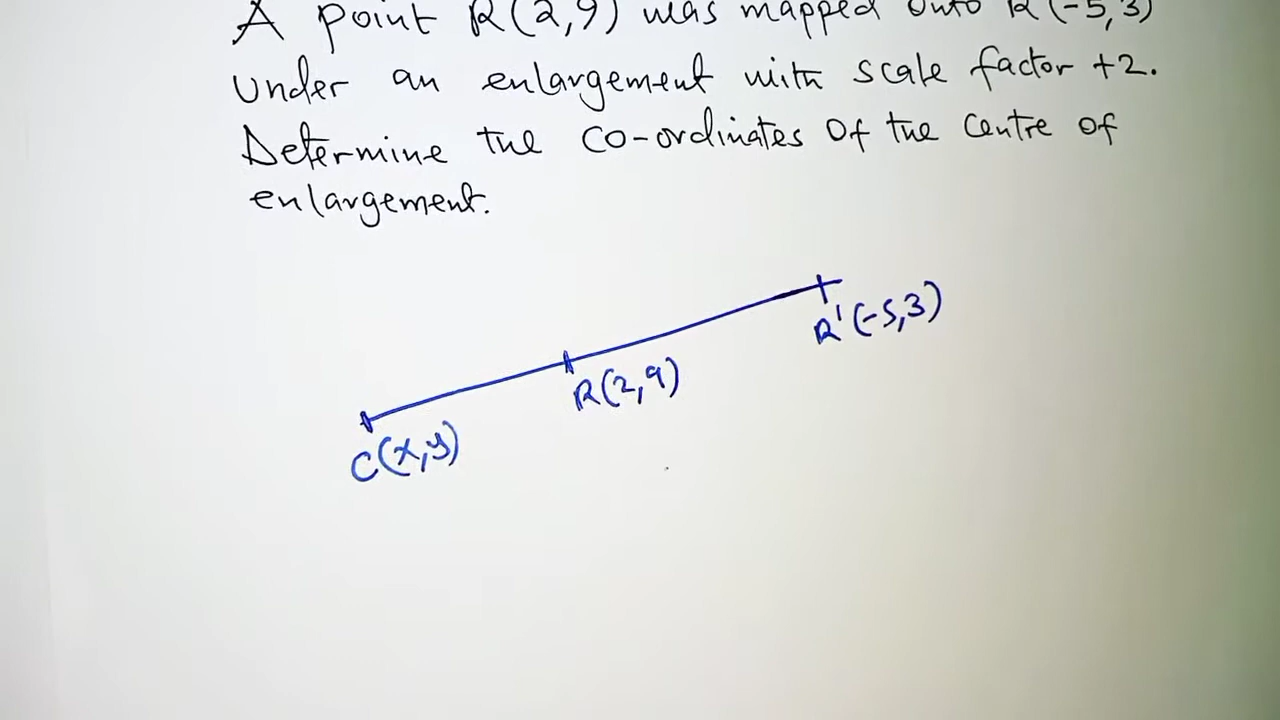 A point R(2,9) was mapped onto R'(-5,3)
under an enlargement with scale factor +2.
Determine the co-ordinates of the centre of
enlargement.
R'(-5,3)
R(2,9)
C(x,y)